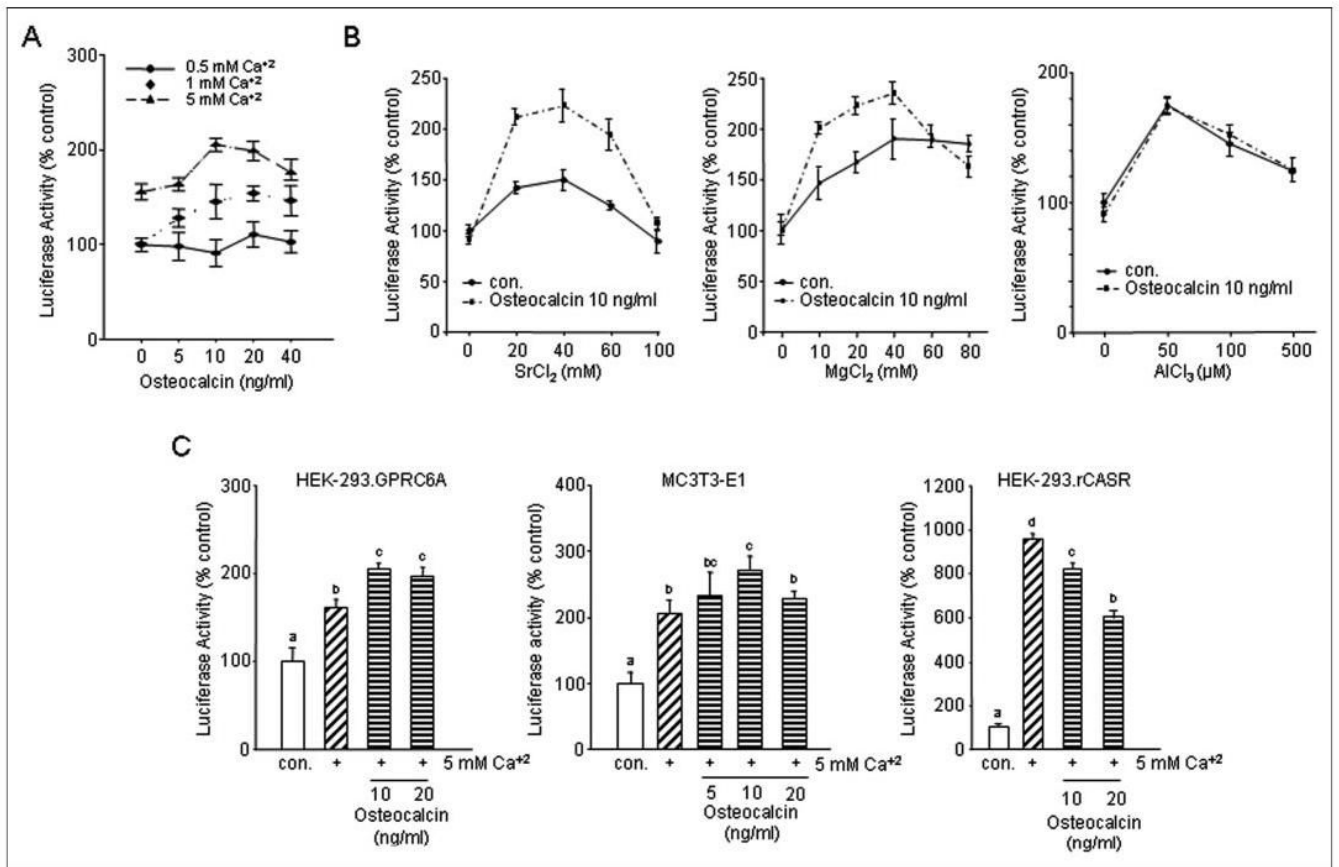 A
Luciferase Activity (% control)
300
200
100
0
0.5 mM Ca⁺²
1 mM Ca⁺²
5 mM Ca⁺²
0 5 10 20 40
Osteocalcin (ng/ml)
B
Luciferase Activity (% control)
250
200
150
100
50
0
con.
Osteocalcin 10 ng/ml
0 20 40 60 100
SrCl₂ (mM)
Luciferase Activity (% control)
250
200
150
100
50
0
con.
Osteocalcin 10 ng/ml
0 10 20 40 60 80
MgCl₂ (mM)
Luciferase Activity (% control)
200
100
0
con.
Osteocalcin 10 ng/ml
0 50 100 500
AlCl₃ (µM)
C
HEK-293.GPRC6A
Luciferase Activity (% control)
300
200
100
0
a b c c
con. + + + 5 mM Ca⁺²
10 20
Osteocalcin
(ng/ml)
MC3T3-E1
Luciferase activity (% control)
400
300
200
100
0
a b bc c b
con. + + + + 5 mM Ca⁺²
5 10 20
Osteocalcin
(ng/ml)
HEK-293.rCASR
Luciferase Activity (% control)
1200
1000
800
600
400
200
0
a d c b
con. + + + 5 mM Ca⁺²
10 20
Osteocalcin
(ng/ml)